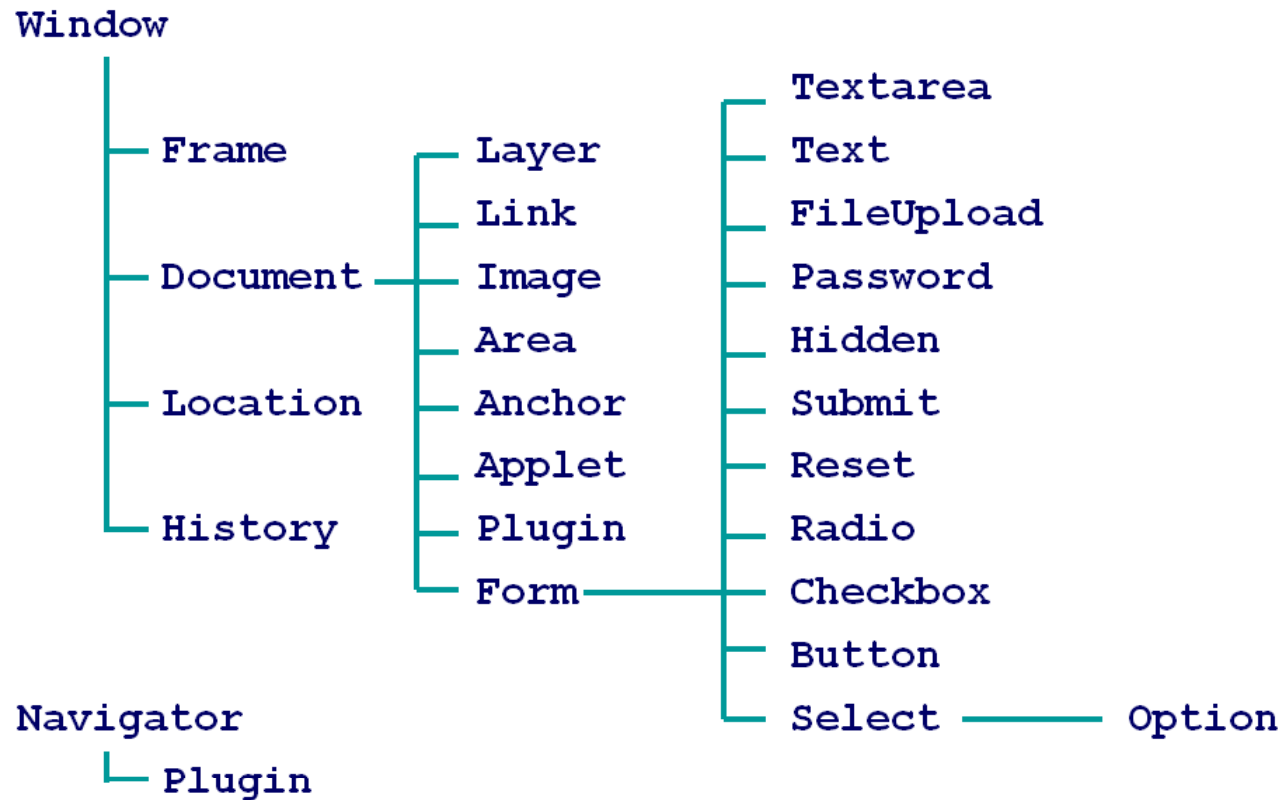 Window
Frame
Document
Location
History
Layer
Link
Image
Area
Anchor
Applet
Plugin
Form
Textarea
Text
FileUpload
Password
Hidden
Submit
Reset
Radio
Checkbox
Button
Select
Option
Navigator
Plugin